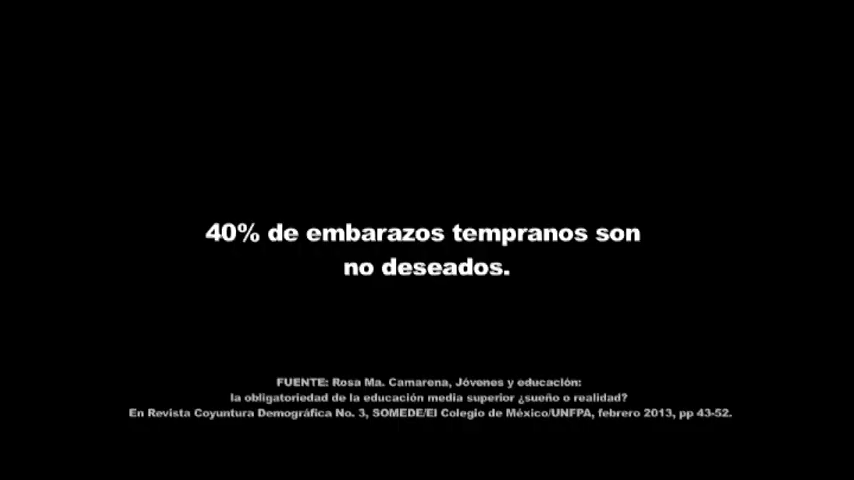 40% de embarazos tempranos son
no deseados.
FUENTE: Rosa Ma. Camarena, Jóvenes y educación:
la obligatoriedad de la educación media superior ¿sueño o realidad?
En Revista Coyuntura Demográfica No. 3, SOMEDE/El Colegio de México/UNFPA, febrero 2013, pp 43-52.